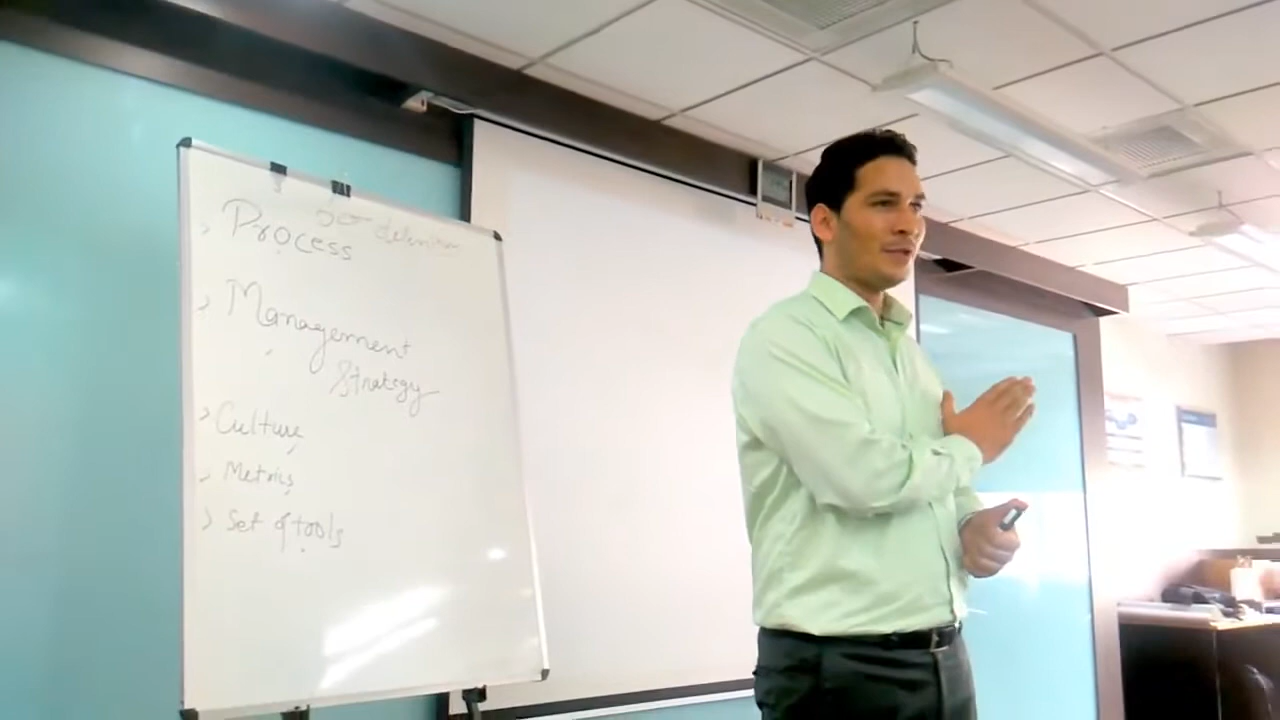 Process
Management
Strategy
Culture
Metrics
Set of tools